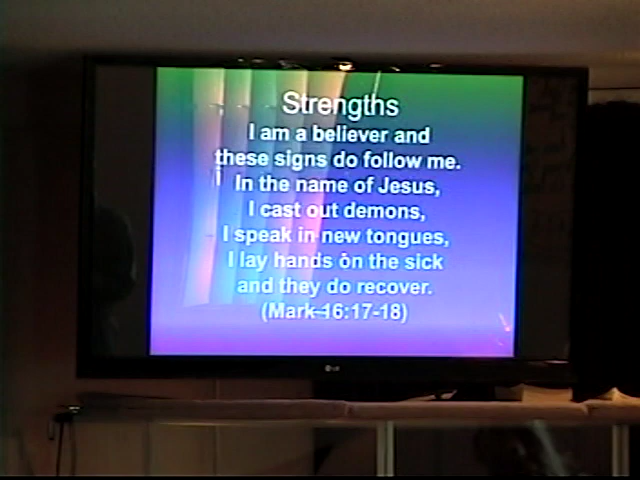 Strengths
I am a believer and
these signs do follow me.
In the name of Jesus,
I cast out demons,
I speak in new tongues,
I lay hands on the sick
and they do recover.
(Mark 16:17-18)
LG